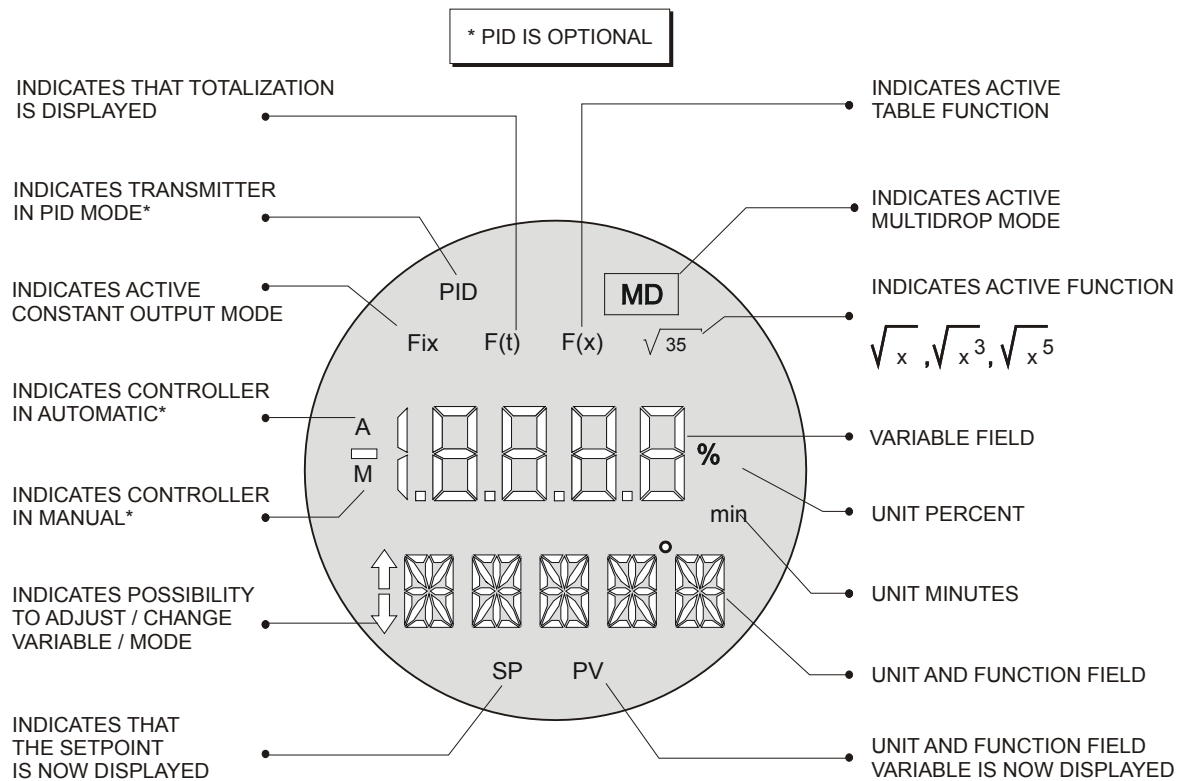 * PID IS OPTIONAL
INDICATES THAT TOTALIZATION
IS DISPLAYED
INDICATES TRANSMITTER
IN PID MODE*
INDICATES ACTIVE
CONSTANT OUTPUT MODE
INDICATES CONTROLLER
IN AUTOMATIC*
INDICATES CONTROLLER
IN MANUAL*
INDICATES POSSIBILITY
TO ADJUST / CHANGE
VARIABLE / MODE
INDICATES THAT
THE SETPOINT
IS NOW DISPLAYED
PID
MD
Fix F(t) F(x) √35
A
M
18.8.8.8
%
min
°
SP PV
INDICATES ACTIVE
TABLE FUNCTION
INDICATES ACTIVE
MULTIDROP MODE
INDICATES ACTIVE FUNCTION
√x , √x³, √x⁵
VARIABLE FIELD
UNIT PERCENT
UNIT MINUTES
UNIT AND FUNCTION FIELD
UNIT AND FUNCTION FIELD
VARIABLE IS NOW DISPLAYED